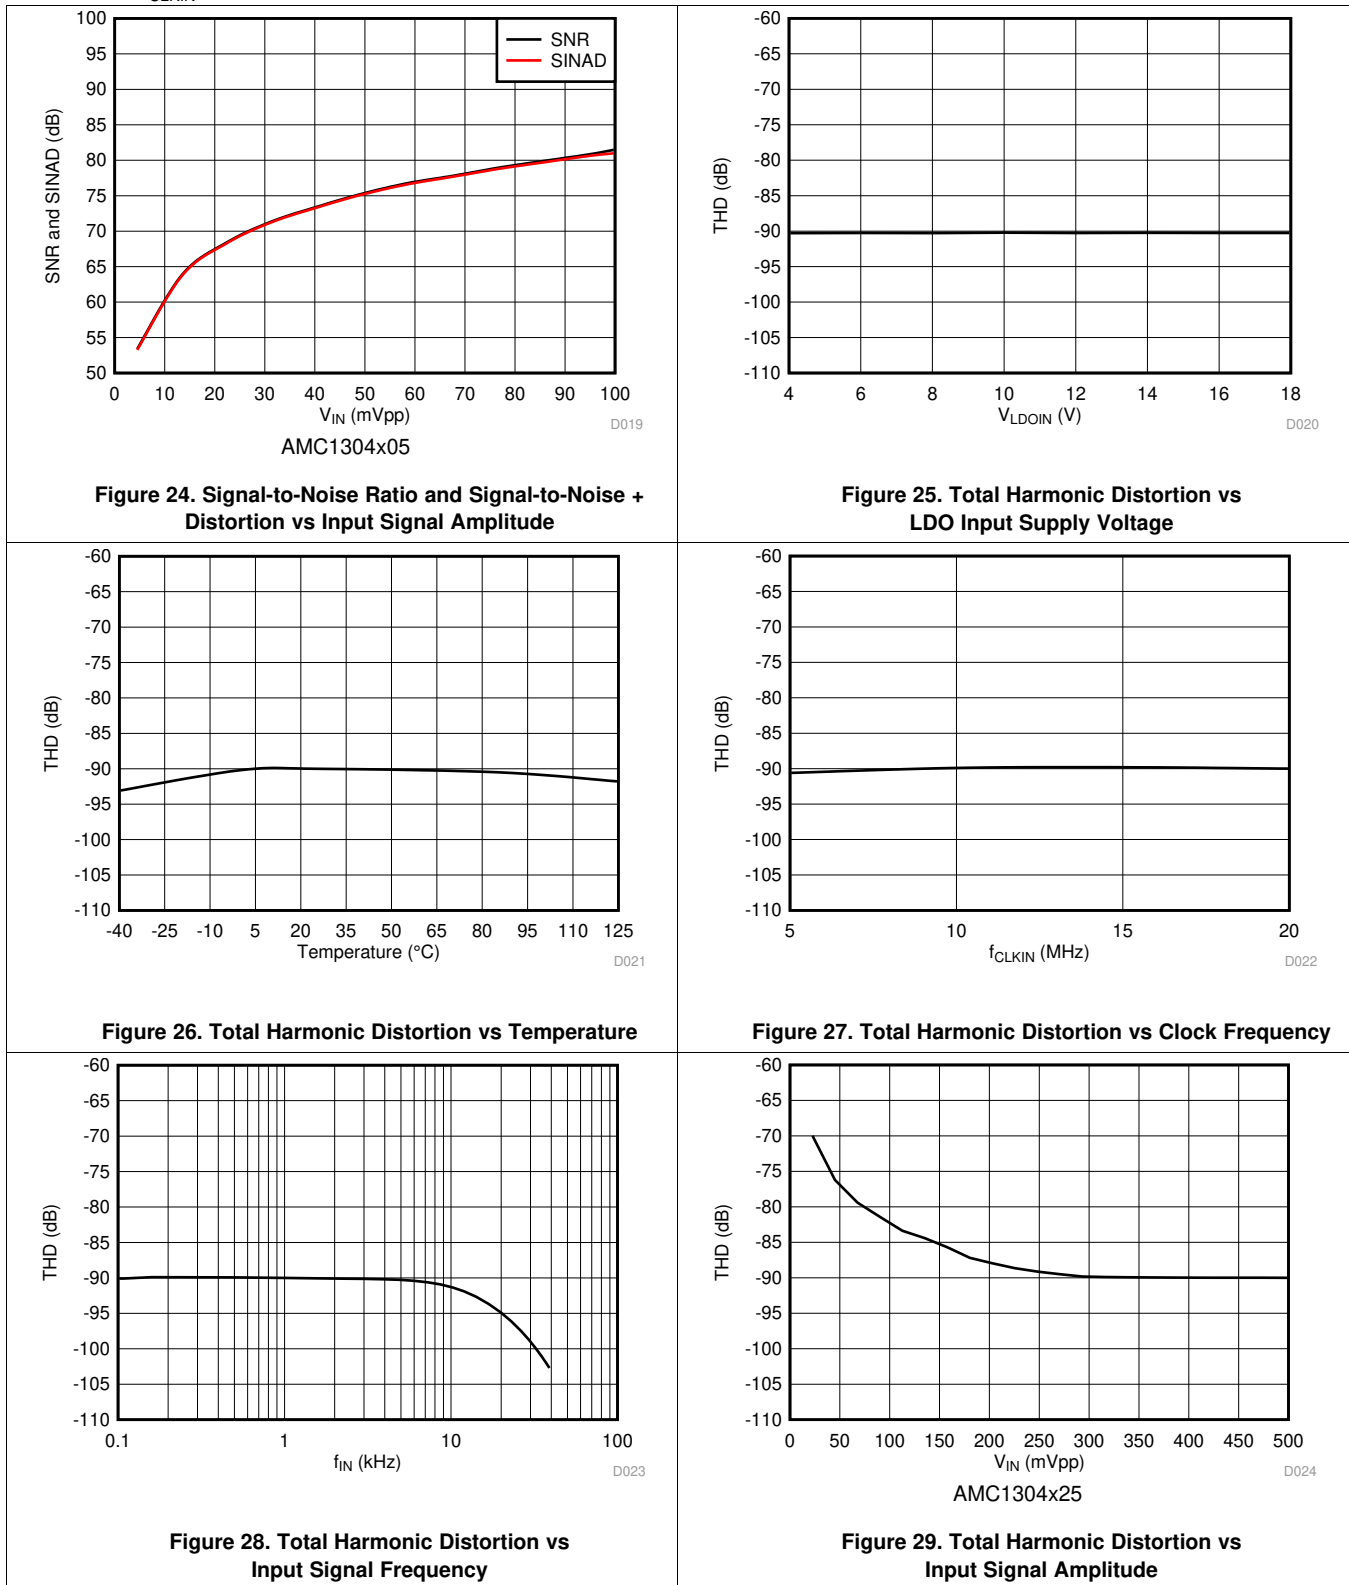 100
95
90
85
80
75
70
65
60
55
50
SNR and SINAD (dB)
SNR
SINAD
0 10 20 30 40 50 60 70 80 90 100
V_IN (mVpp)
D019
AMC1304x05
Figure 24. Signal-to-Noise Ratio and Signal-to-Noise +
Distortion vs Input Signal Amplitude
-60
-65
-70
-75
-80
-85
-90
-95
-100
-105
-110
THD (dB)
4 6 8 10 12 14 16 18
V_LDOIN (V)
D020
Figure 25. Total Harmonic Distortion vs
LDO Input Supply Voltage
-60
-65
-70
-75
-80
-85
-90
-95
-100
-105
-110
THD (dB)
-40 -25 -10 5 20 35 50 65 80 95 110 125
Temperature (°C)
D021
Figure 26. Total Harmonic Distortion vs Temperature
-60
-65
-70
-75
-80
-85
-90
-95
-100
-105
-110
THD (dB)
5 10 15 20
f_CLKIN (MHz)
D022
Figure 27. Total Harmonic Distortion vs Clock Frequency
-60
-65
-70
-75
-80
-85
-90
-95
-100
-105
-110
THD (dB)
0.1 1 10 100
f_IN (kHz)
D023
Figure 28. Total Harmonic Distortion vs
Input Signal Frequency
-60
-65
-70
-75
-80
-85
-90
-95
-100
-105
-110
THD (dB)
0 50 100 150 200 250 300 350 400 450 500
V_IN (mVpp)
D024
AMC1304x25
Figure 29. Total Harmonic Distortion vs
Input Signal Amplitude